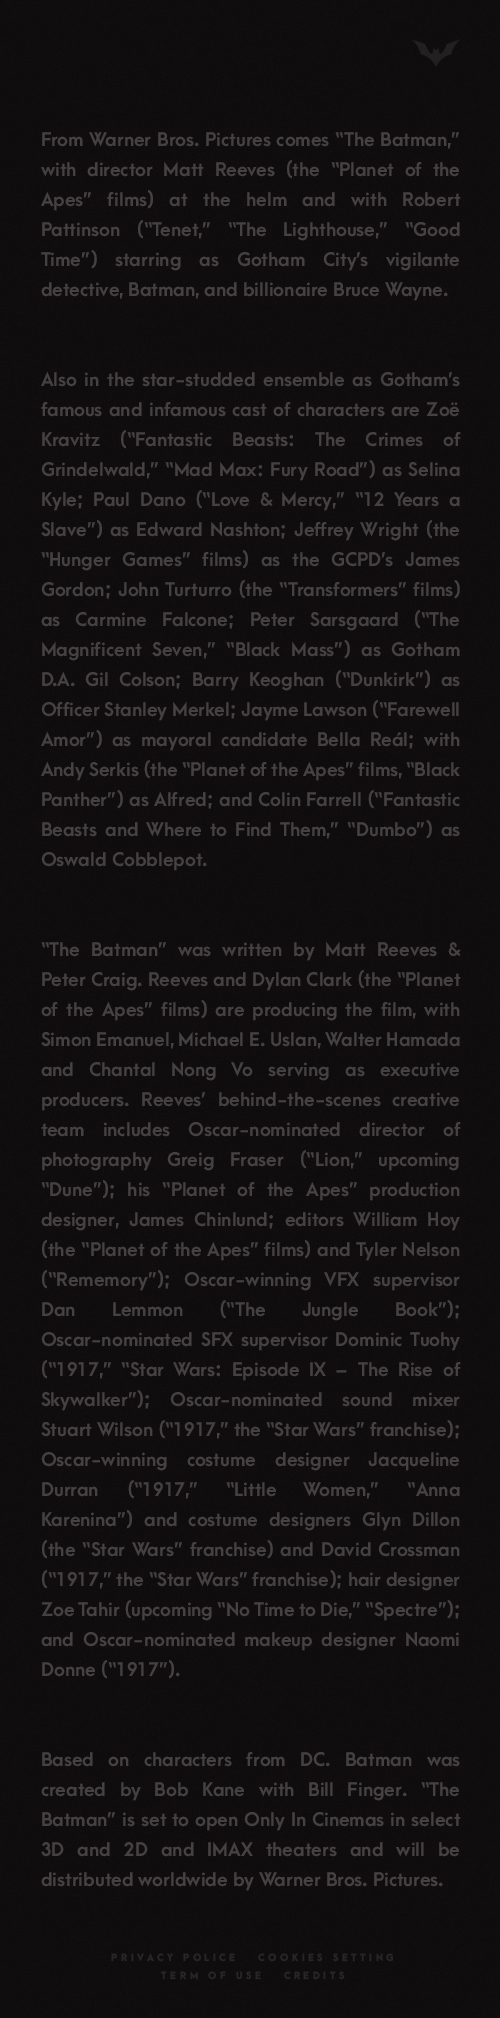 From Warner Bros. Pictures comes “The Batman,”
with director Matt Reeves (the “Planet of the
Apes” films) at the helm and with Robert
Pattinson (“Tenet,” “The Lighthouse,” “Good
Time”) starring as Gotham City’s vigilante
detective, Batman, and billionaire Bruce Wayne.
Also in the star-studded ensemble as Gotham’s
famous and infamous cast of characters are Zoë
Kravitz (“Fantastic Beasts: The Crimes of
Grindelwald,” “Mad Max: Fury Road”) as Selina
Kyle; Paul Dano (“Love & Mercy,” “12 Years a
Slave”) as Edward Nashton; Jeffrey Wright (the
“Hunger Games” films) as the GCPD’s James
Gordon; John Turturro (the “Transformers” films)
as Carmine Falcone; Peter Sarsgaard (“The
Magnificent Seven,” “Black Mass”) as Gotham
D.A. Gil Colson; Barry Keoghan (“Dunkirk”) as
Officer Stanley Merkel; Jayme Lawson (“Farewell
Amor”) as mayoral candidate Bella Reál; with
Andy Serkis (the “Planet of the Apes” films, “Black
Panther”) as Alfred; and Colin Farrell (“Fantastic
Beasts and Where to Find Them,” “Dumbo”) as
Oswald Cobblepot.
“The Batman” was written by Matt Reeves &
Peter Craig. Reeves and Dylan Clark (the “Planet
of the Apes” films) are producing the film, with
Simon Emanuel, Michael E. Uslan, Walter Hamada
and Chantal Nong Vo serving as executive
producers. Reeves’ behind-the-scenes creative
team includes Oscar-nominated director of
photography Greig Fraser (“Lion,” upcoming
“Dune”); his “Planet of the Apes” production
designer, James Chinlund; editors William Hoy
(the “Planet of the Apes” films) and Tyler Nelson
(“Rememory”); Oscar-winning VFX supervisor
Dan Lemmon (“The Jungle Book”);
Oscar-nominated SFX supervisor Dominic Tuohy
(“1917,” “Star Wars: Episode IX – The Rise of
Skywalker”); Oscar-nominated sound mixer
Stuart Wilson (“1917,” the “Star Wars” franchise);
Oscar-winning costume designer Jacqueline
Durran (“1917,” “Little Women,” “Anna
Karenina”) and costume designers Glyn Dillon
(the “Star Wars” franchise) and David Crossman
(“1917,” the “Star Wars” franchise); hair designer
Zoe Tahir (upcoming “No Time to Die,” “Spectre”);
and Oscar-nominated makeup designer Naomi
Donne (“1917”).
Based on characters from DC. Batman was
created by Bob Kane with Bill Finger. “The
Batman” is set to open Only In Cinemas in select
3D and 2D and IMAX theaters and will be
distributed worldwide by Warner Bros. Pictures.
PRIVACY POLICE COOKIES SETTING
TERM OF USE CREDITS